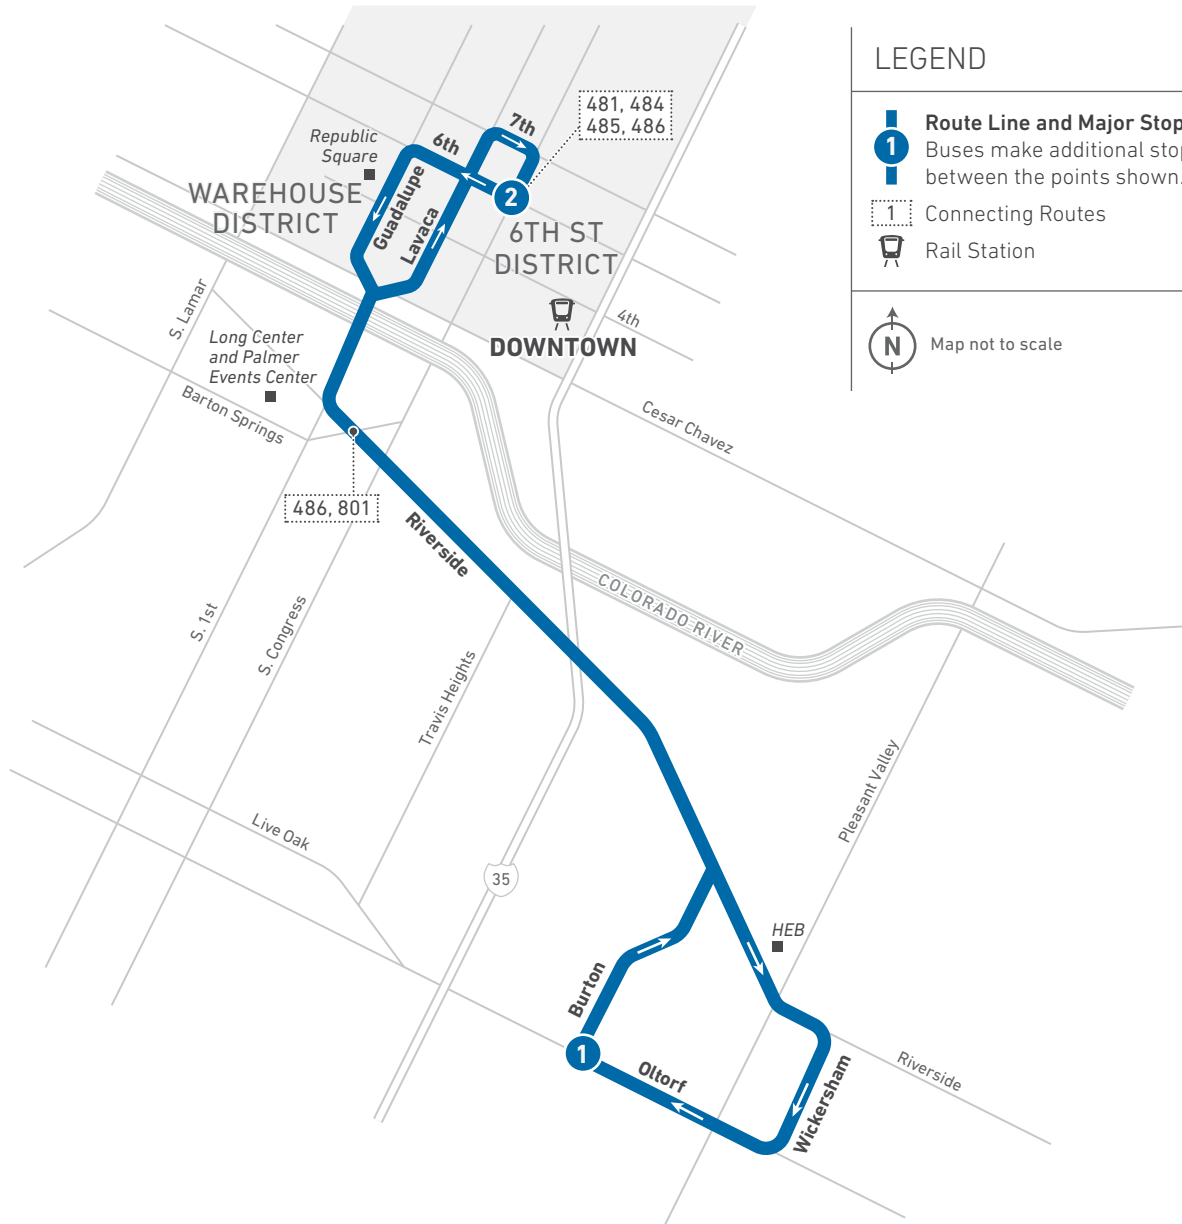 LEGEND
Route Line and Major Stop
Buses make additional stop
between the points shown.
1
1
Connecting Routes
Rail Station
N
Map not to scale
481, 484
485, 486
7th
6th
Republic
Square
WAREHOUSE
DISTRICT
Guadalupe
Lavaca
2
6TH ST
DISTRICT
S. Lamar
4th
DOWNTOWN
Long Center
and Palmer
Events Center
Barton Springs
Cesar Chavez
486, 801
Riverside
COLORADO RIVER
S. 1st
S. Congress
Travis Heights
Pleasant Valley
Live Oak
35
HEB
Burton
1
Oltorf
Wickersham
Riverside